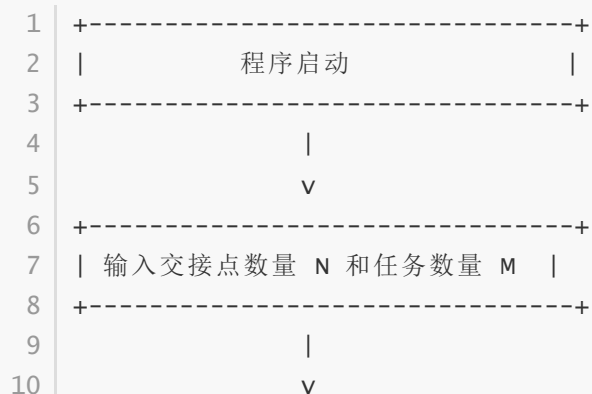 1 +--------------------------------+
2 |          程序启动              |
3 +--------------------------------+
4                |
5                v
6 +--------------------------------+
7 | 输入交接点数量 N 和任务数量 M  |
8 +--------------------------------+
9                |
10               v